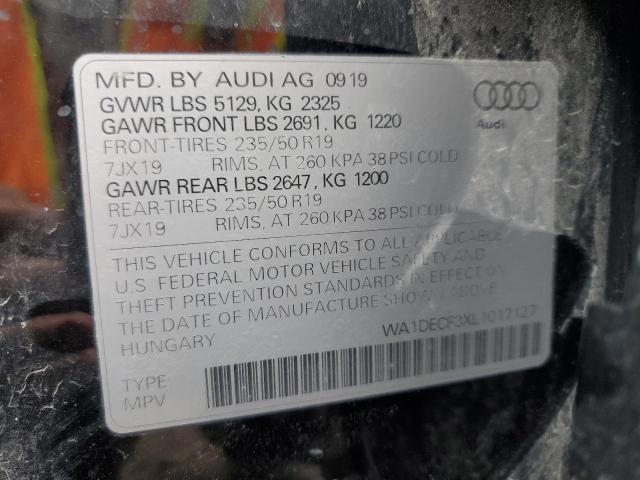 MFD. BY AUDI AG 09 19
GVWR LBS 5129, KG 2325
GAWR FRONT LBS 2691, KG 1220
FRONT-TIRES 235/50 R19
7JX19 RIMS, AT 260 KPA 38 PSI COLD
GAWR REAR LBS 2647, KG 1200
REAR-TIRES 235/50 R19
7JX19 RIMS, AT 260 KPA 38 PSI COLD
Audi
THIS VEHICLE CONFORMS TO ALL APPLICABLE
U.S. FEDERAL MOTOR VEHICLE SAFETY AND
THEFT PREVENTION STANDARDS IN EFFECT ON
THE DATE OF MANUFACTURE SHOWN ABOVE.
HUNGARY
WA1DECF3XL1017127
TYPE
MPV